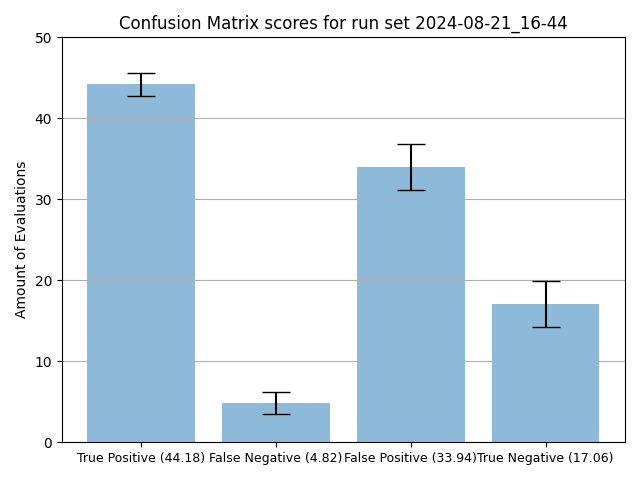 Confusion Matrix scores for run set 2024-08-21_16-44
50
40
30
20
10
0
Amount of Evaluations
True Positive (44.18) False Negative (4.82) False Positive (33.94) True Negative (17.06)